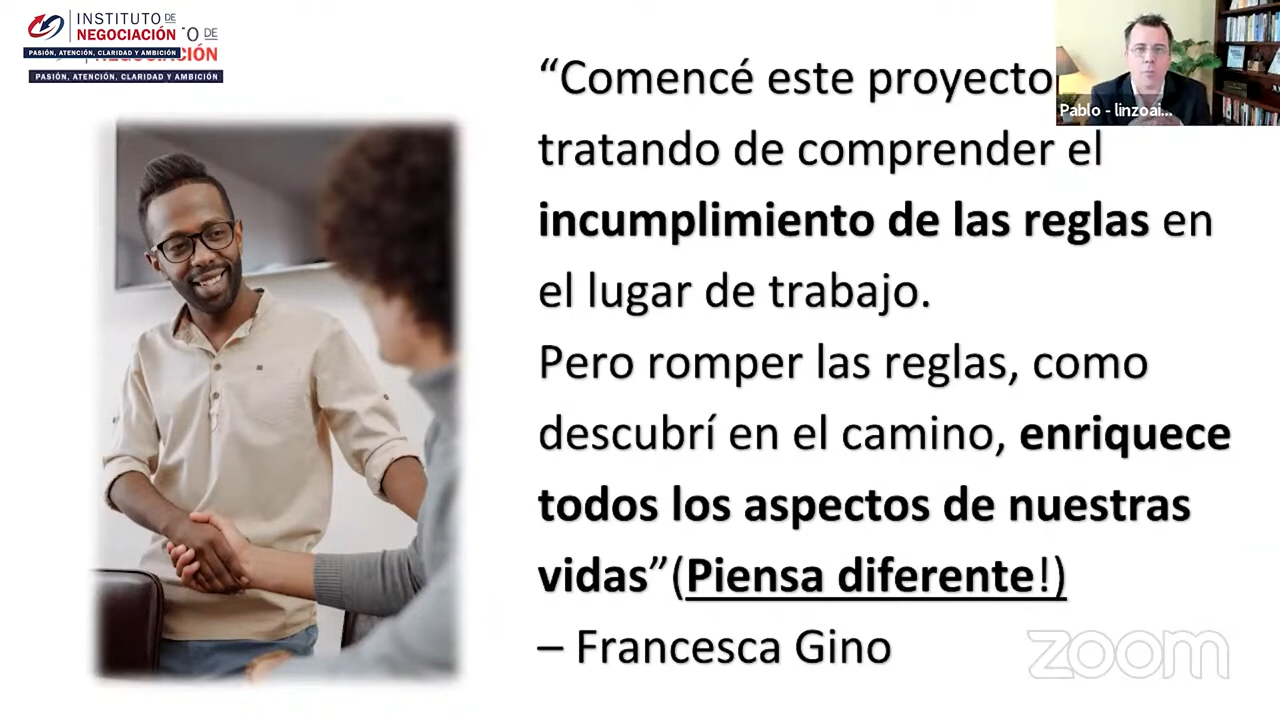 INSTITUTO DE
NEGOCIACIÓN
PASIÓN, ATENCIÓN, CLARIDAD Y AMBICIÓN
O DE
CIÓN
PASIÓN, ATENCIÓN, CLARIDAD Y AMBICIÓN
Pablo - linzoai...
“Comencé este proyecto
tratando de comprender el
incumplimiento de las reglas en
el lugar de trabajo.
Pero romper las reglas, como
descubrí en el camino, enriquece
todos los aspectos de nuestras
vidas”(Piensa diferente!)
– Francesca Gino
zoom